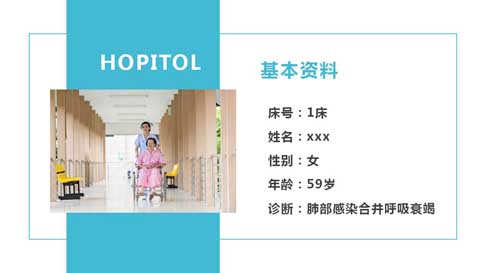 HOPITOL
基本资料
床号：1床
姓名：xxx
性别：女
年龄：59岁
诊断：肺部感染合并呼吸衰竭